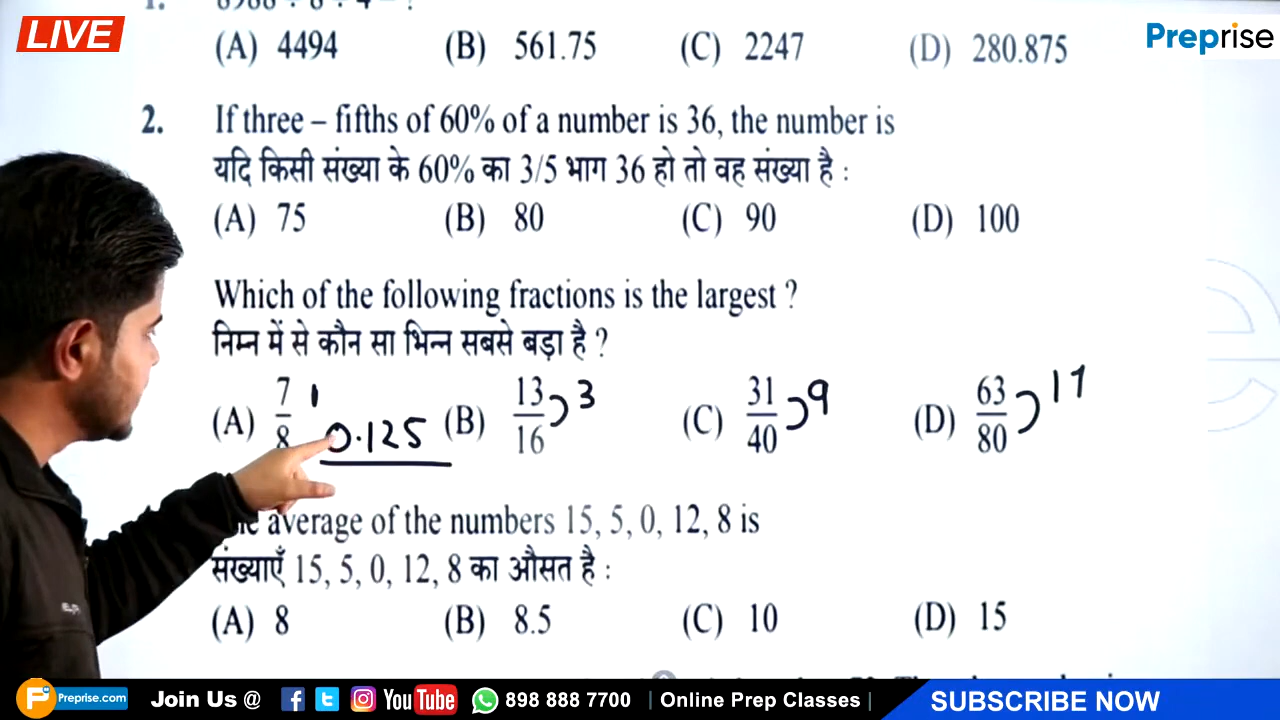 LIVE
Preprise
(A) 4494 (B) 561.75 (C) 2247 (D) 280.875
2. If three – fifths of 60% of a number is 36, the number is
यदि किसी संख्या के 60% का 3/5 भाग 36 हो तो वह संख्या है :
(A) 75 (B) 80 (C) 90 (D) 100
Which of the following fractions is the largest ?
निम्न में से कौन सा भिन्न सबसे बड़ा है ?
(A) 7/8 1 0.125 (B) 13/16 3 (C) 31/40 9 (D) 63/80 17
average of the numbers 15, 5, 0, 12, 8 is
संख्याएँ 15, 5, 0, 12, 8 का औसत है :
(A) 8 (B) 8.5 (C) 10 (D) 15
Preprise.com Join Us @ YouTube 898 888 7700 | Online Prep Classes | SUBSCRIBE NOW